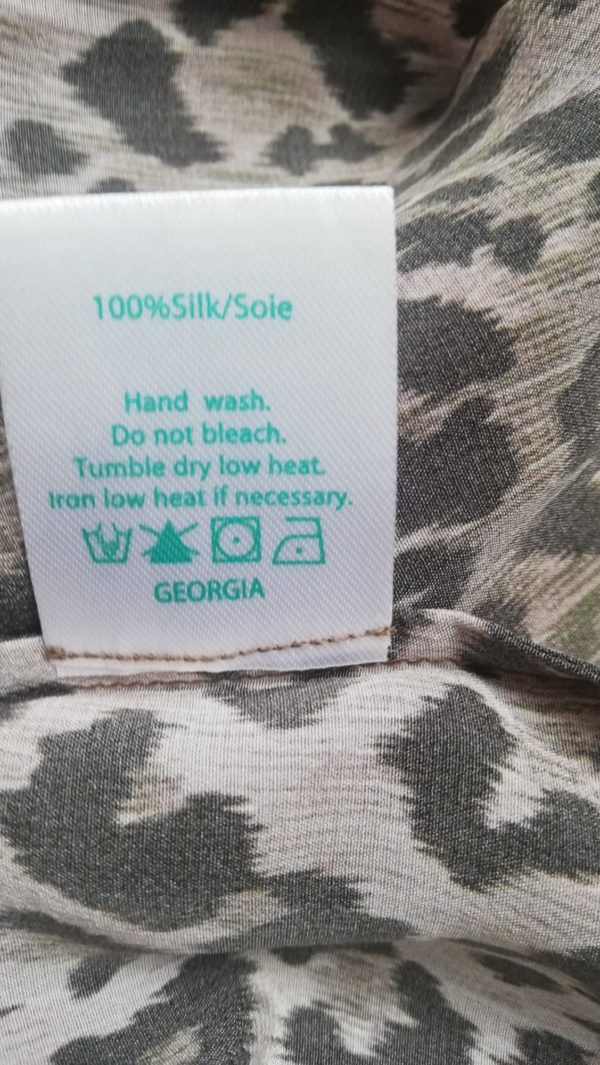 100%Silk/Soie
Hand wash.
Do not bleach.
Tumble dry low heat.
Iron low heat if necessary.
GEORGIA